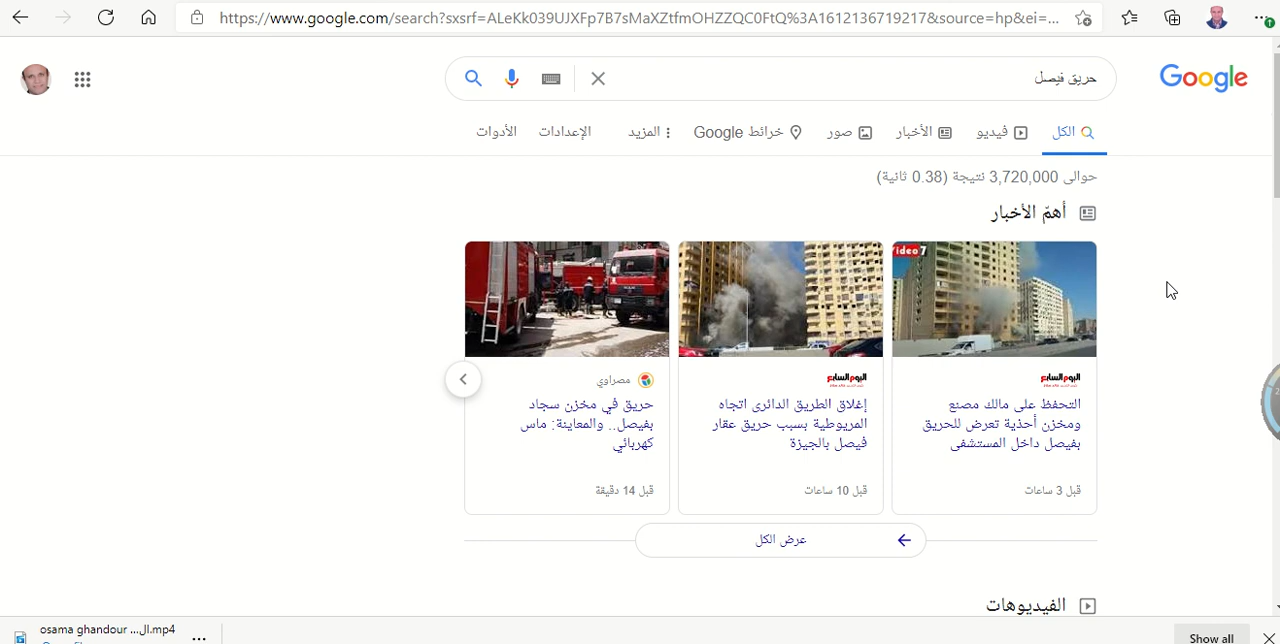 https://www.google.com/search?sxsrf=ALeKk039UJXFp7B7sMaXZtfmOHZZQC0FtQ%3A1612136719217&source=hp&ei=...
Google
حريق فيصل
الكل
فيديو
الأخبار
صور
خرائط Google
المزيد
الإعدادات
الأدوات
حوالى 3,720,000 نتيجة (0.38 ثانية)
أهمّ الأخبار
Video 7
اليوم السابع
التحفظ على مالك مصنع
ومخزن أحذية تعرض للحريق
بفيصل داخل المستشفى
قبل 3 ساعات
اليوم السابع
إغلاق الطريق الدائرى اتجاه
المريوطية بسبب حريق عقار
فيصل بالجيزة
قبل 10 ساعات
مصراوي
حريق في مخزن سجاد
بفيصل.. والمعاينة: ماس
كهربائي
قبل 14 دقيقة
عرض الكل
الفيديوهات
osama ghandour ال....mp4
Show all